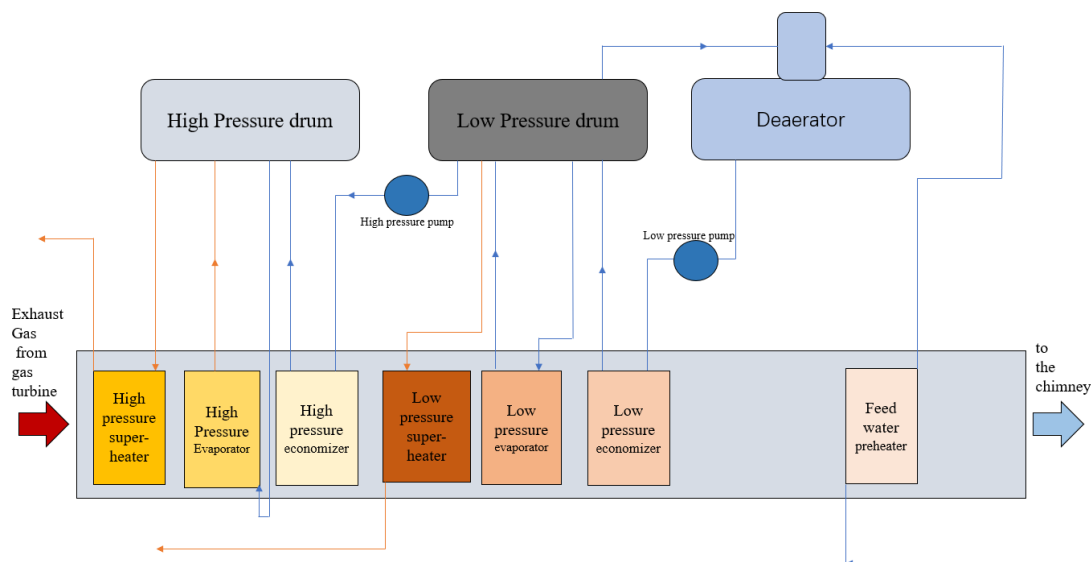 High Pressure drum
Low Pressure drum
Deaerator
High pressure pump
Low pressure pump
Exhaust
Gas
from
gas
turbine
to
the
chimney
High
pressure
super-
heater
High
Pressure
Evaporator
High
pressure
economizer
Low
pressure
super-
heater
Low
pressure
evaporator
Low
pressure
economizer
Feed
water
preheater